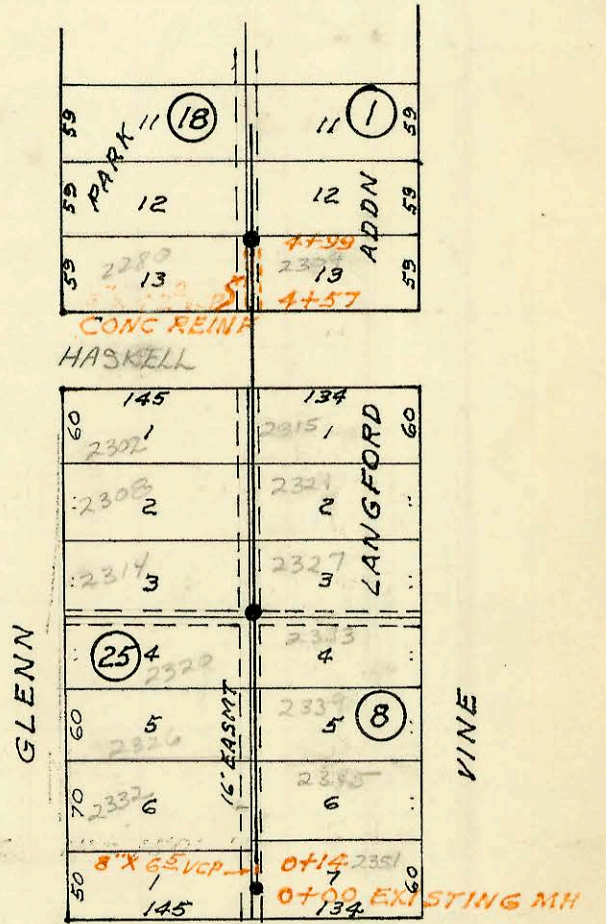 11 (18) 11 (1)
59 59
PARK ADDN
12 12
59 59
4+99
2280
13 13
59 59
4+57
CONC REINF
HASKELL
145 134
60 1 2315 1 60
2302
2308 2 2321 2
LANGFORD
2314 3 2327 3
GLENN
(25) 4 2320 2333 4
60 5 2326 2339 5 (8)
VINE
16' EASMT
70 2332 6 2345 6
8"X 6⁵ VCP 0+14 2351
50 1 7 60
0+00 EXISTING MH
145 134